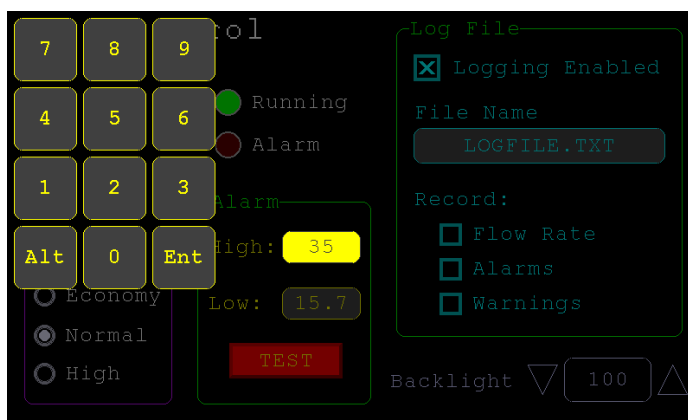 7 8 9
4 5 6
1 2 3
Alt 0 Ent
rol
Running
Alarm
Alarm
High: 35
Low: 15.7
TEST
Economy
Normal
High
Log File
Logging Enabled
File Name
LOGFILE.TXT
Record:
Flow Rate
Alarms
Warnings
Backlight 100